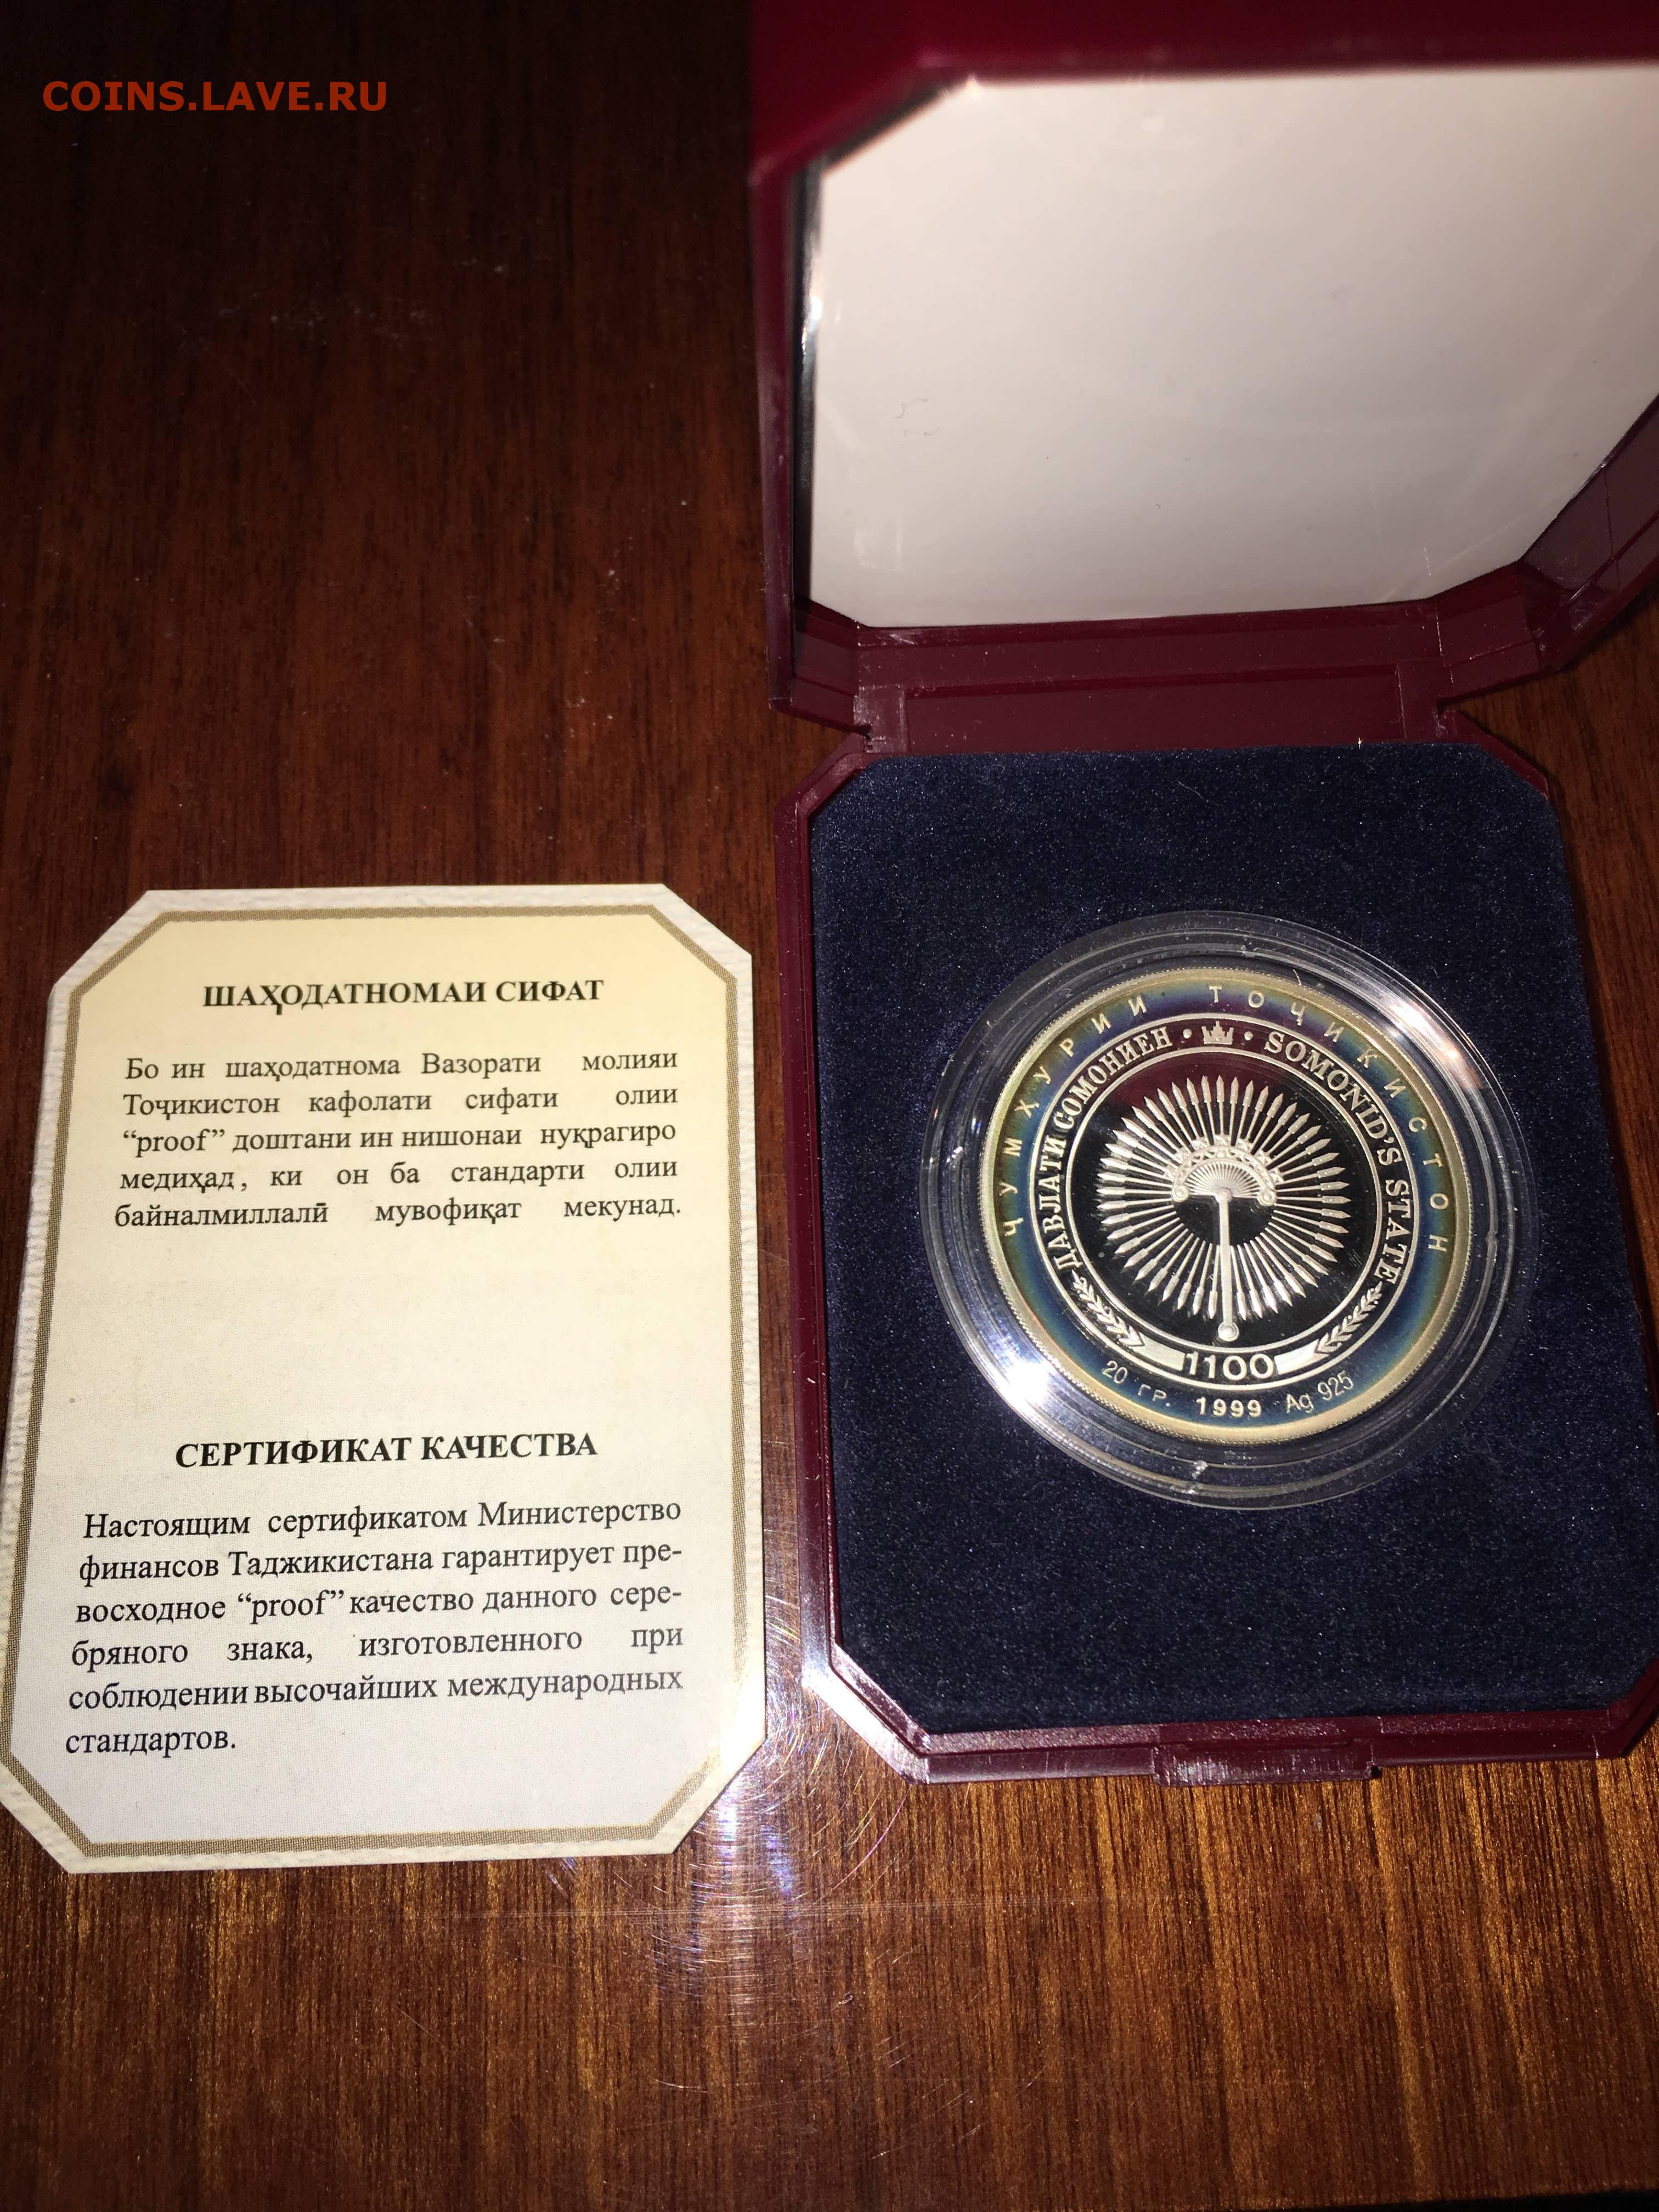 COINS.LAVE.RU
ШАҲОДАТНОМАИ СИФАТ
Бо ин шаҳодатнома Вазорати молияи
Тоҷикистон кафолати сифати олии
“proof” доштани ин нишонаи нуқрагиро
медиҳад, ки он ба стандарти олии
байналмиллалӣ мувофиқат мекунад.
СЕРТИФИКАТ КАЧЕСТВА
Настоящим сертификатом Министерство
финансов Таджикистана гарантирует пре-
восходное “proof” качество данного сере-
бряного знака, изготовленного при
соблюдении высочайших международных
стандартов.
ҶУМҲУРИИ ТОҶИКИСТОН
ДАВЛАТИ СОМОНИЕН • • SOMONID'S STATE
1100
20 ГР. 1999 Ag 925